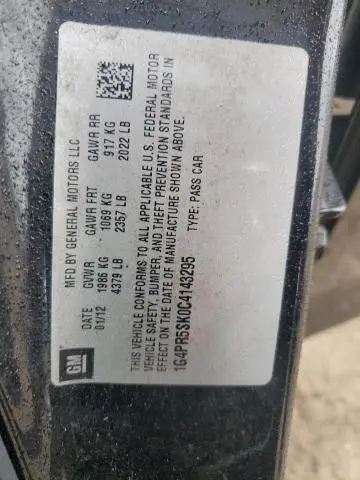 GM
MFD BY GENERAL MOTORS LLC
DATE GVWR GAWR FRT GAWR RR
01/12 1986 KG 1069 KG 917 KG
4379 LB 2357 LB 2022 LB
THIS VEHICLE CONFORMS TO ALL APPLICABLE U.S. FEDERAL MOTOR
VEHICLE SAFETY, BUMPER, AND THEFT PREVENTION STANDARDS IN
EFFECT ON THE DATE OF MANUFACTURE SHOWN ABOVE.
1G4PR5SK0C4143295 TYPE: PASS CAR